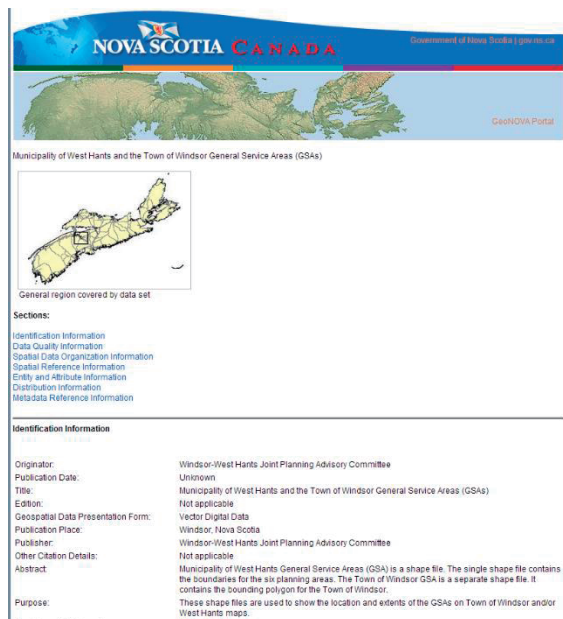 NOVA SCOTIA CANADA
Government of Nova Scotia | gov.ns.ca
GeoNOVA Portal
Municipality of West Hants and the Town of Windsor General Service Areas (GSAs)
General region covered by data set
Sections:
Identification Information
Data Quality Information
Spatial Data Organization Information
Spatial Reference Information
Entity and Attribute Information
Distribution Information
Metadata Reference Information
Identification Information
Originator: Windsor-West Hants Joint Planning Advisory Committee
Publication Date: Unknown
Title: Municipality of West Hants and the Town of Windsor General Service Areas (GSAs)
Edition: Not applicable
Geospatial Data Presentation Form: Vector Digital Data
Publication Place: Windsor, Nova Scotia
Publisher: Windsor-West Hants Joint Planning Advisory Committee
Other Citation Details: Not applicable
Abstract: Municipality of West Hants General Service Areas (GSA) is a shape file. The single shape file contains
the boundaries for the six planning areas. The Town of Windsor GSA is a separate shape file. It
contains the bounding polygon for the Town of Windsor.
Purpose: These shape files are used to show the location and extents of the GSAs on Town of Windsor and/or
West Hants maps.